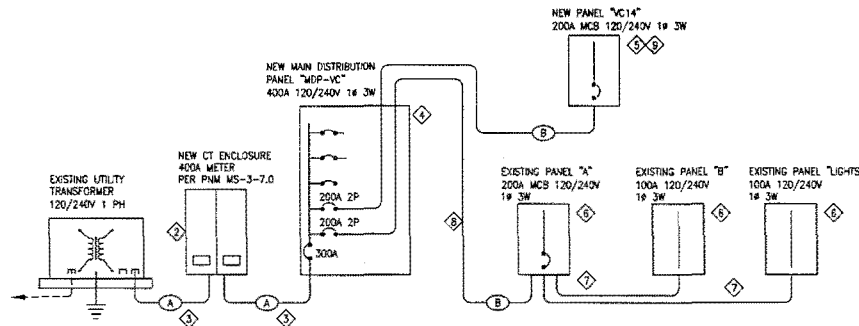 NEW PANEL "VC14"
200A MCB 120/240V 1ø 3W
5
9
NEW MAIN DISTRIBUTION
PANEL "MDP-VC"
400A 120/240V 1ø 3W
4
B
NEW CT ENCLOSURE
400A METER
PER PNM MS-3-7.0
EXISTING UTILITY
TRANSFORMER
120/240V 1 PH
EXISTING PANEL "A"
200A MCB 120/240V
1ø 3W
EXISTING PANEL "B"
100A 120/240V
1ø 3W
EXISTING PANEL "LIGHTS
100A 120/240V
1ø 3W
200A 2P
200A 2P
300A
2
8
6
6
6
7
7
A
A
B
3
3